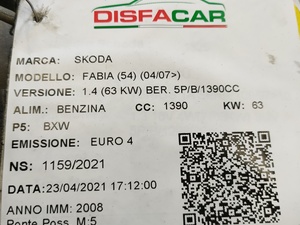 DISFACAR
MARCA: SKODA
MODELLO: FABIA (54) (04/07>)
VERSIONE: 1.4 (63 KW) BER. 5P/B/1390CC
ALIM.: BENZINA CC: 1390 KW: 63
P5: BXW
EMISSIONE: EURO 4
NS: 1159/2021
DATA:23/04/2021 17:12:00
ANNO IMM: 2008
Ponte Poss. M:5